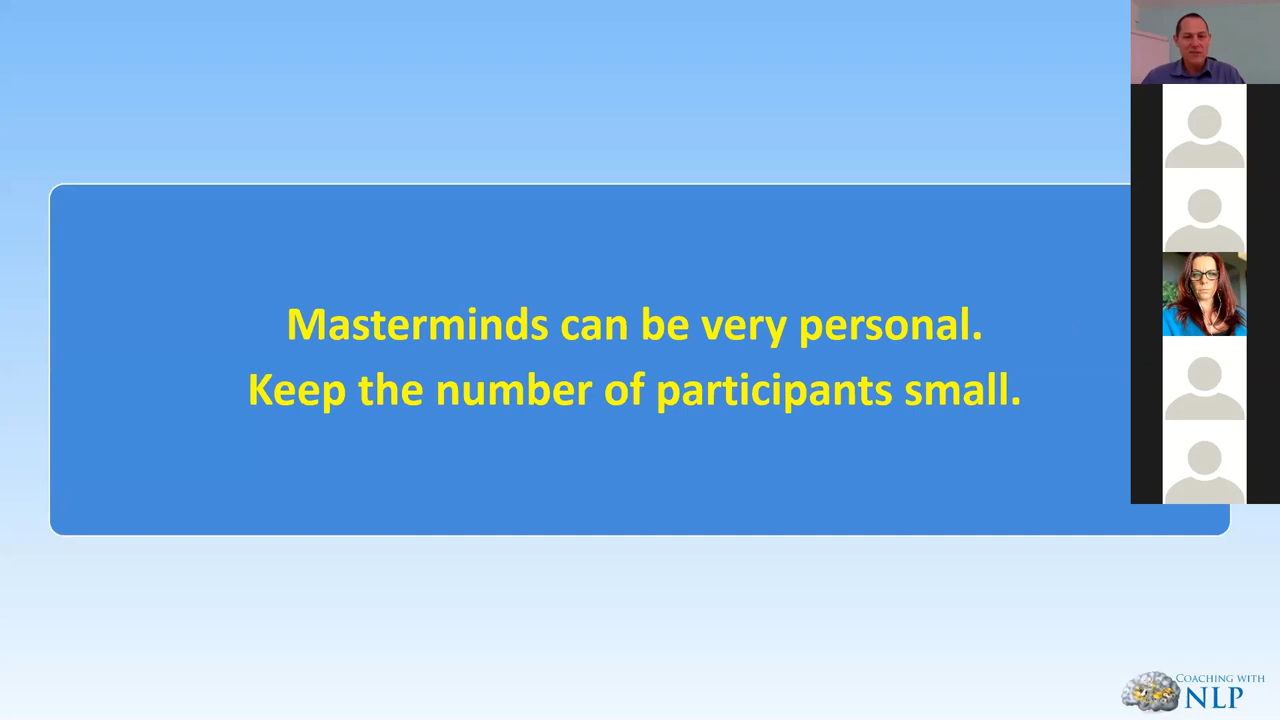 Masterminds can be very personal.
Keep the number of participants small.
COACHING WITH
NLP